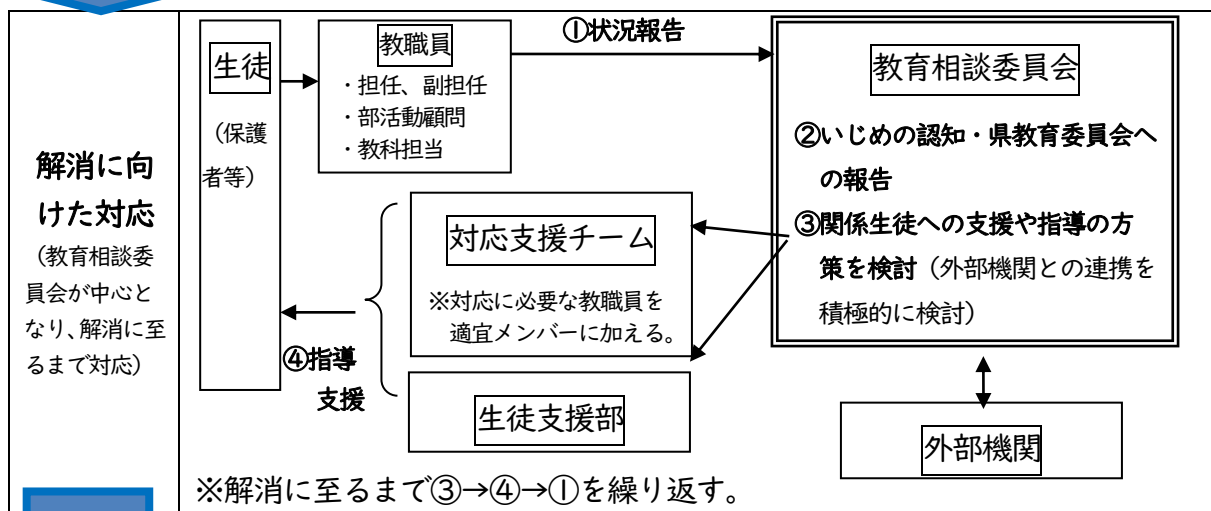 解消に向
けた対応
(教育相談委
員会が中心と
なり、解消に至
るまで対応)
生徒
(保護
者等)
教職員
・担任、副担任
・部活動顧問
・教科担当
①状況報告
教育相談委員会
②いじめの認知・県教育委員会へ
の報告
③関係生徒への支援や指導の方
策を検討(外部機関との連携を
積極的に検討)
対応支援チーム
※対応に必要な教職員を
適宜メンバーに加える。
④指導
支援
生徒支援部
外部機関
※解消に至るまで③→④→①を繰り返す。